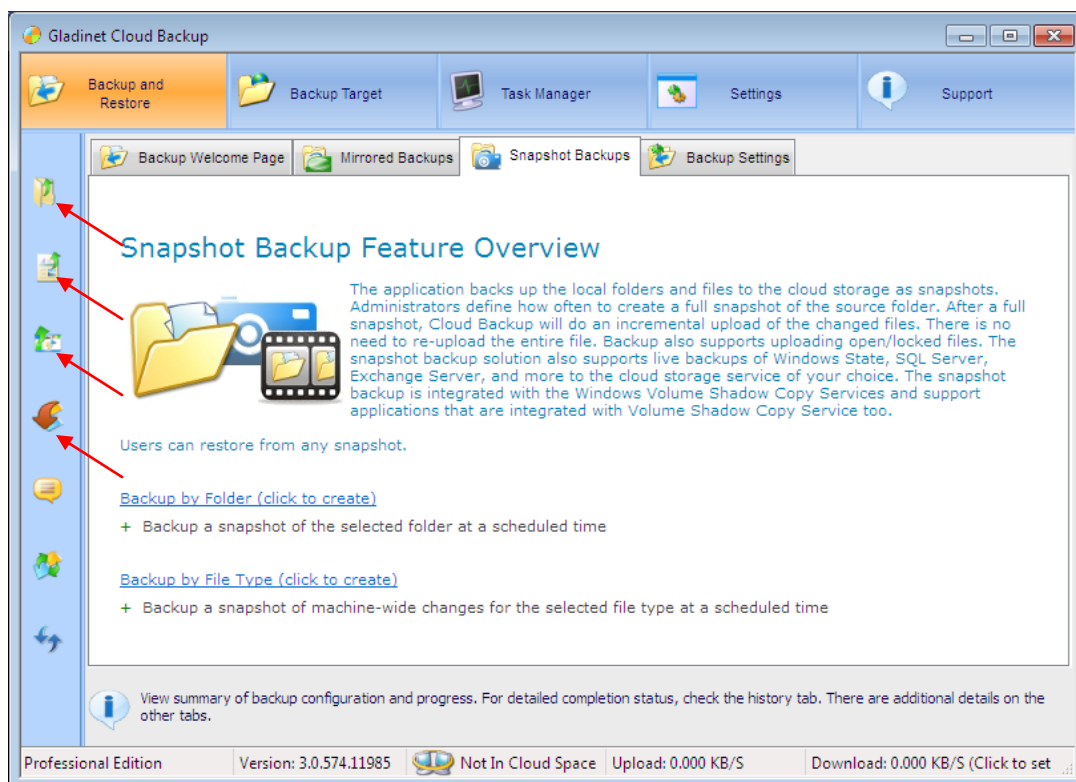 Gladinet Cloud Backup
Backup and
Restore
Backup Target
Task Manager
Settings
Support
Backup Welcome Page
Mirrored Backups
Snapshot Backups
Backup Settings
Snapshot Backup Feature Overview
The application backs up the local folders and files to the cloud storage as snapshots.
Administrators define how often to create a full snapshot of the source folder. After a full
snapshot, Cloud Backup will do an incremental upload of the changed files. There is no
need to re-upload the entire file. Backup also supports uploading open/locked files. The
snapshot backup solution also supports live backups of Windows State, SQL Server,
Exchange Server, and more to the cloud storage service of your choice. The snapshot
backup is integrated with the Windows Volume Shadow Copy Services and support
applications that are integrated with Volume Shadow Copy Service too.
Users can restore from any snapshot.
Backup by Folder (click to create)
+ Backup a snapshot of the selected folder at a scheduled time
Backup by File Type (click to create)
+ Backup a snapshot of machine-wide changes for the selected file type at a scheduled time
View summary of backup configuration and progress. For detailed completion status, check the history tab. There are additional details on the
other tabs.
Professional Edition
Version: 3.0.574.11985
Not In Cloud Space
Upload: 0.000 KB/S
Download: 0.000 KB/S (Click to set